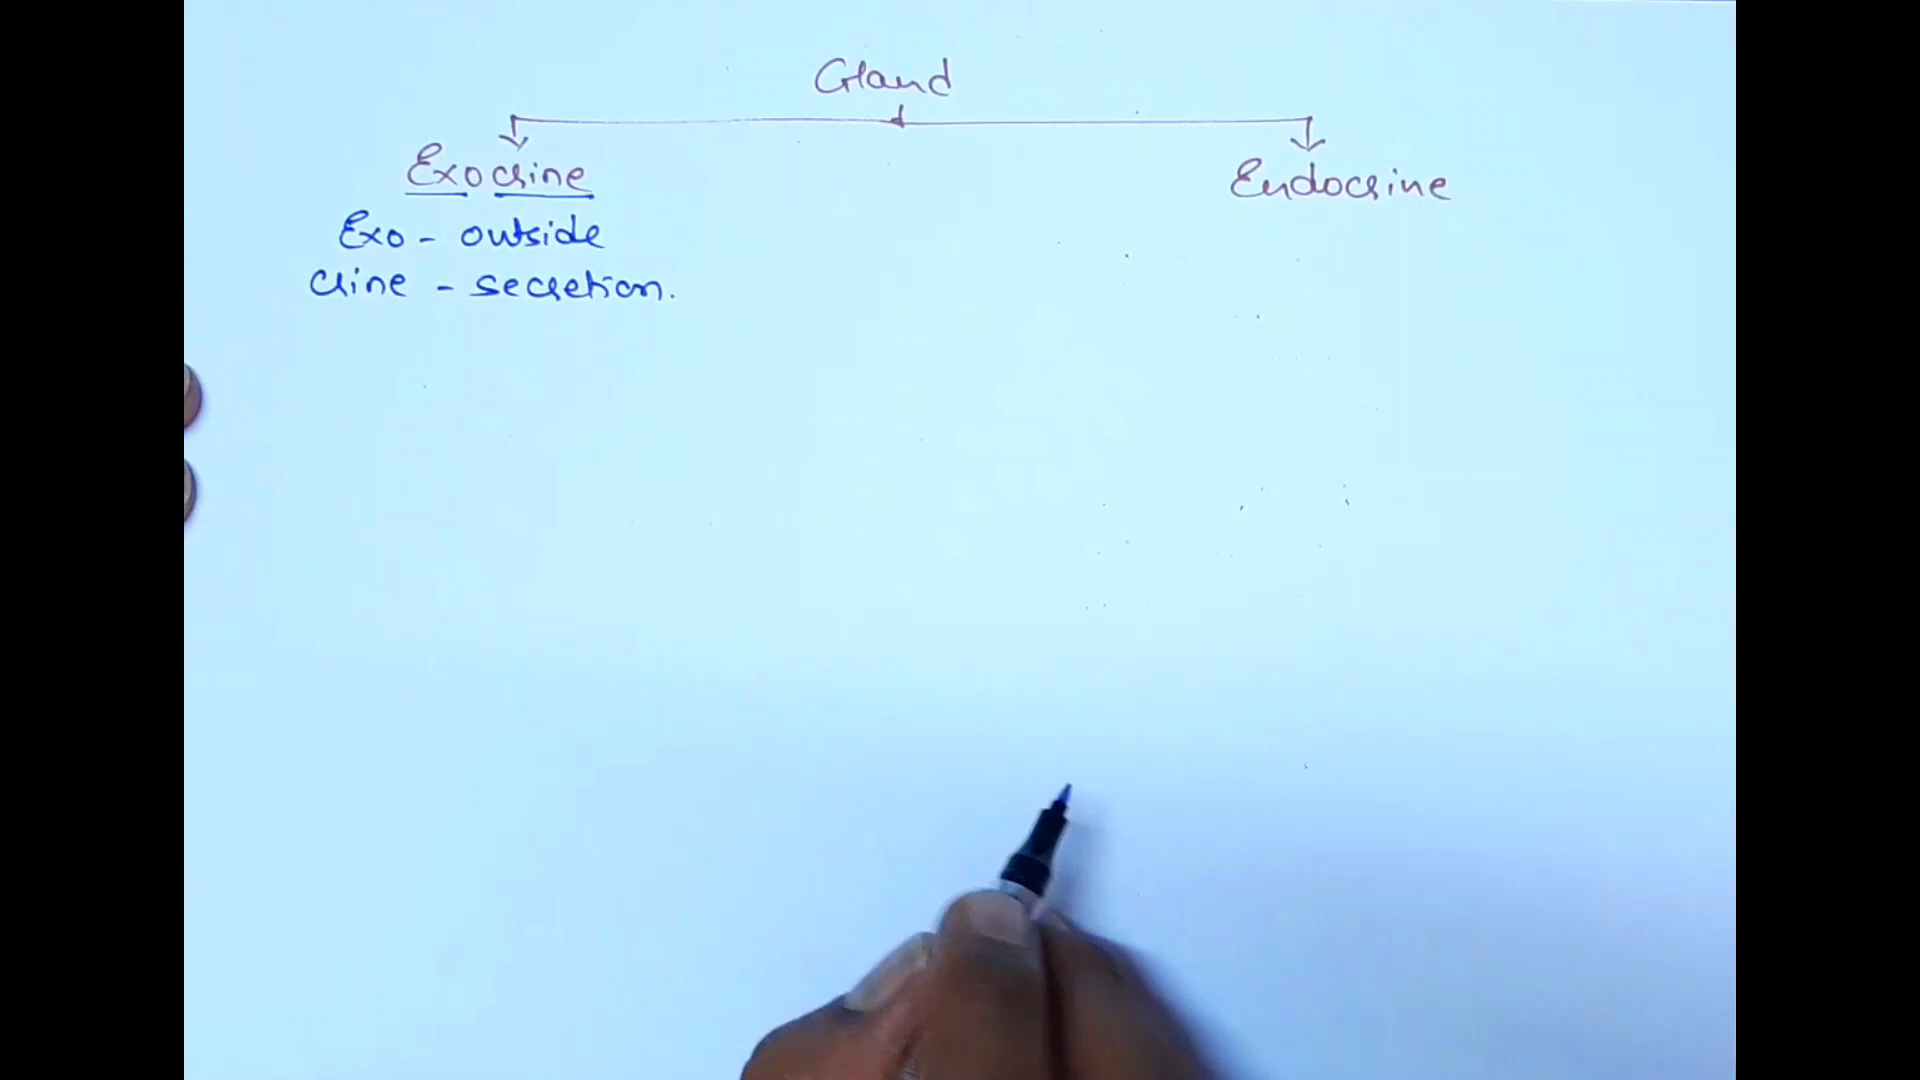 Gland
Exocrine
Endocrine
Exo - outside
Crine - secretion.